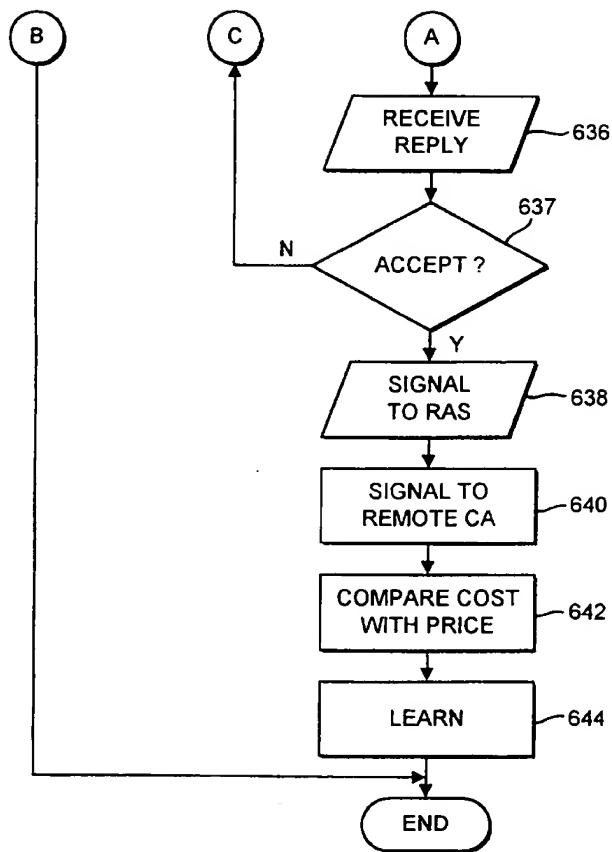 B
C
A
RECEIVE
REPLY
636
637
ACCEPT ?
N
Y
SIGNAL
TO RAS
638
SIGNAL TO
REMOTE CA
640
COMPARE COST
WITH PRICE
642
LEARN
644
END